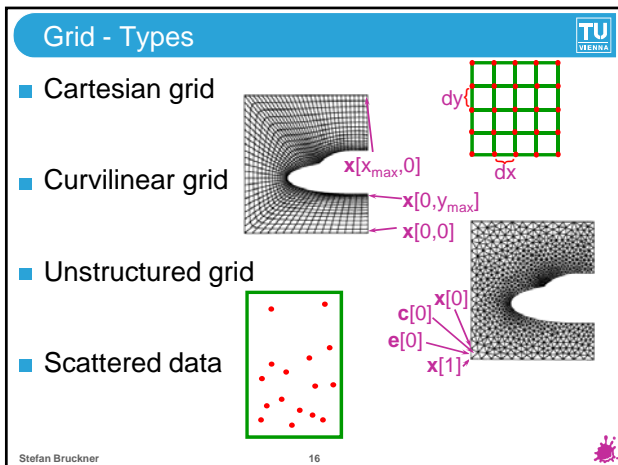 Grid - Types
TU
VIENNA
Cartesian grid
dy
dx
x[xmax,0]
Curvilinear grid
x[0,ymax]
x[0,0]
Unstructured grid
x[0]
c[0]
e[0]
x[1]
Scattered data
Stefan Bruckner
16